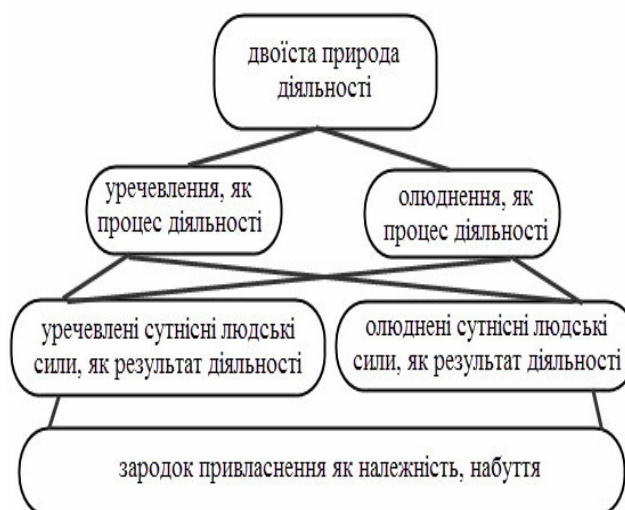 двоїста природа
діяльності
уречевлення, як
процес діяльності
олюднення, як
процес діяльності
уречевлені сутнісні людські
сили, як результат діяльності
олюднені сутнісні людські
сили, як результат діяльності
зародок привласнення як належність, набуття